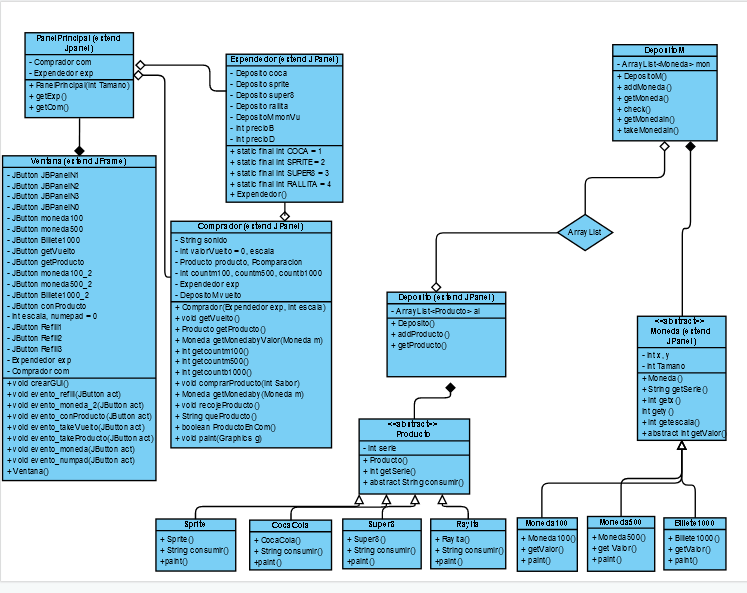 PanelPrincipal (extend
Jpanel)
- Comprador com
- Expendedor exp
+ PanelPrincipal(int Tamano)
+ getExp()
+ getCom()
Expendedor (extend JPanel)
- Deposito coca
- Deposito sprite
- Deposito super8
- Deposito rallita
- DepositoM monVu
- int precioB
- int precioD
+ static final int COCA = 1
+ static final int SPRITE = 2
+ static final int SUPER8 = 3
+ static final int RALLITA = 4
+ Expendedor()
DepositoM
- ArrayList<Moneda> mon
+ DepositoM()
+ addMoneda()
+ getMoneda()
+ check()
+ getMonedain()
+ takeMonedain()
Ventana (extend JFrame)
- JButton JBPanelN1
- JButton JBPanelN2
- JButton JBPanelN3
- JButton JBPanelN0
- JButton moneda100
- JButton moneda500
- JButton Billete1000
- JButton getVuelto
- JButton getProducto
- JButton moneda100_2
- JButton moneda500_2
- JButton Billete1000_2
- JButton conProducto
- int escala, numepad = 0
- JButton Refill1
- JButton Refill2
- JButton Refill3
- Expendedor exp
- Comprador com
+void crearGUI()
+void evento_refill(JButton act)
+void evento_moneda_2(JButton act)
+void evento_conProducto(JButton act)
+void evento_takeVuelto(JButton act)
+void evento_takeProducto(JButton act)
+void evento_moneda(JButton act)
+void evento_numpad(JButton act)
+Ventana()
Comprador (extend JPanel)
- String sonido
- int valorVuelto = 0, escala
- Producto producto, Pcomparacion
- int countm100, countm500, countb1000
- Expendedor exp
- DepositoM vuelto
+ Comprador(Expendedor exp, int escala)
+ void getVuelto()
+ Producto getProducto()
+ Moneda getMonedabyValor(Moneda m)
+ int getcountm100()
+ int getcountm500()
+ int getcountb1000()
+ void comprarProducto(int Sabor)
+ Moneda getMonedaby(Moneda m)
+ void recojeProducto()
+ String queProducto()
+ boolean ProductoEnCom()
+ void paint(Graphics g)
Array List
Deposito (extend JPanel)
- ArrayList<Producto> al
+ Deposito()
+ addProducto()
+ getProducto()
<<abstract>>
Moneda (extend
JPanel)
- int x , y
- int Tamano
+ Moneda()
+ String getSerie()
+ int getx ()
int gety ()
+ int getescala()
+ abstract int getValor()
<<abstract>>
Producto
- int serie
+ Producto()
+ int getSerie()
+ abstract String consumir()
Sprite
+ Sprite()
+ String consumir()
+paint()
CocaCola
+ CocaCola()
+ String consumir()
+paint()
Super8
+ Super8()
+ String consumir()
+paint()
Rayita
+ Rayita()
+ String consumir()
+paint()
Moneda100
+ Moneda100()
+ getValor()
+ paint()
Moneda500
+ Moneda500()
+ get Valor()
+ paint()
Billete1000
+ Billete1000()
+ getValor()
+ paint()